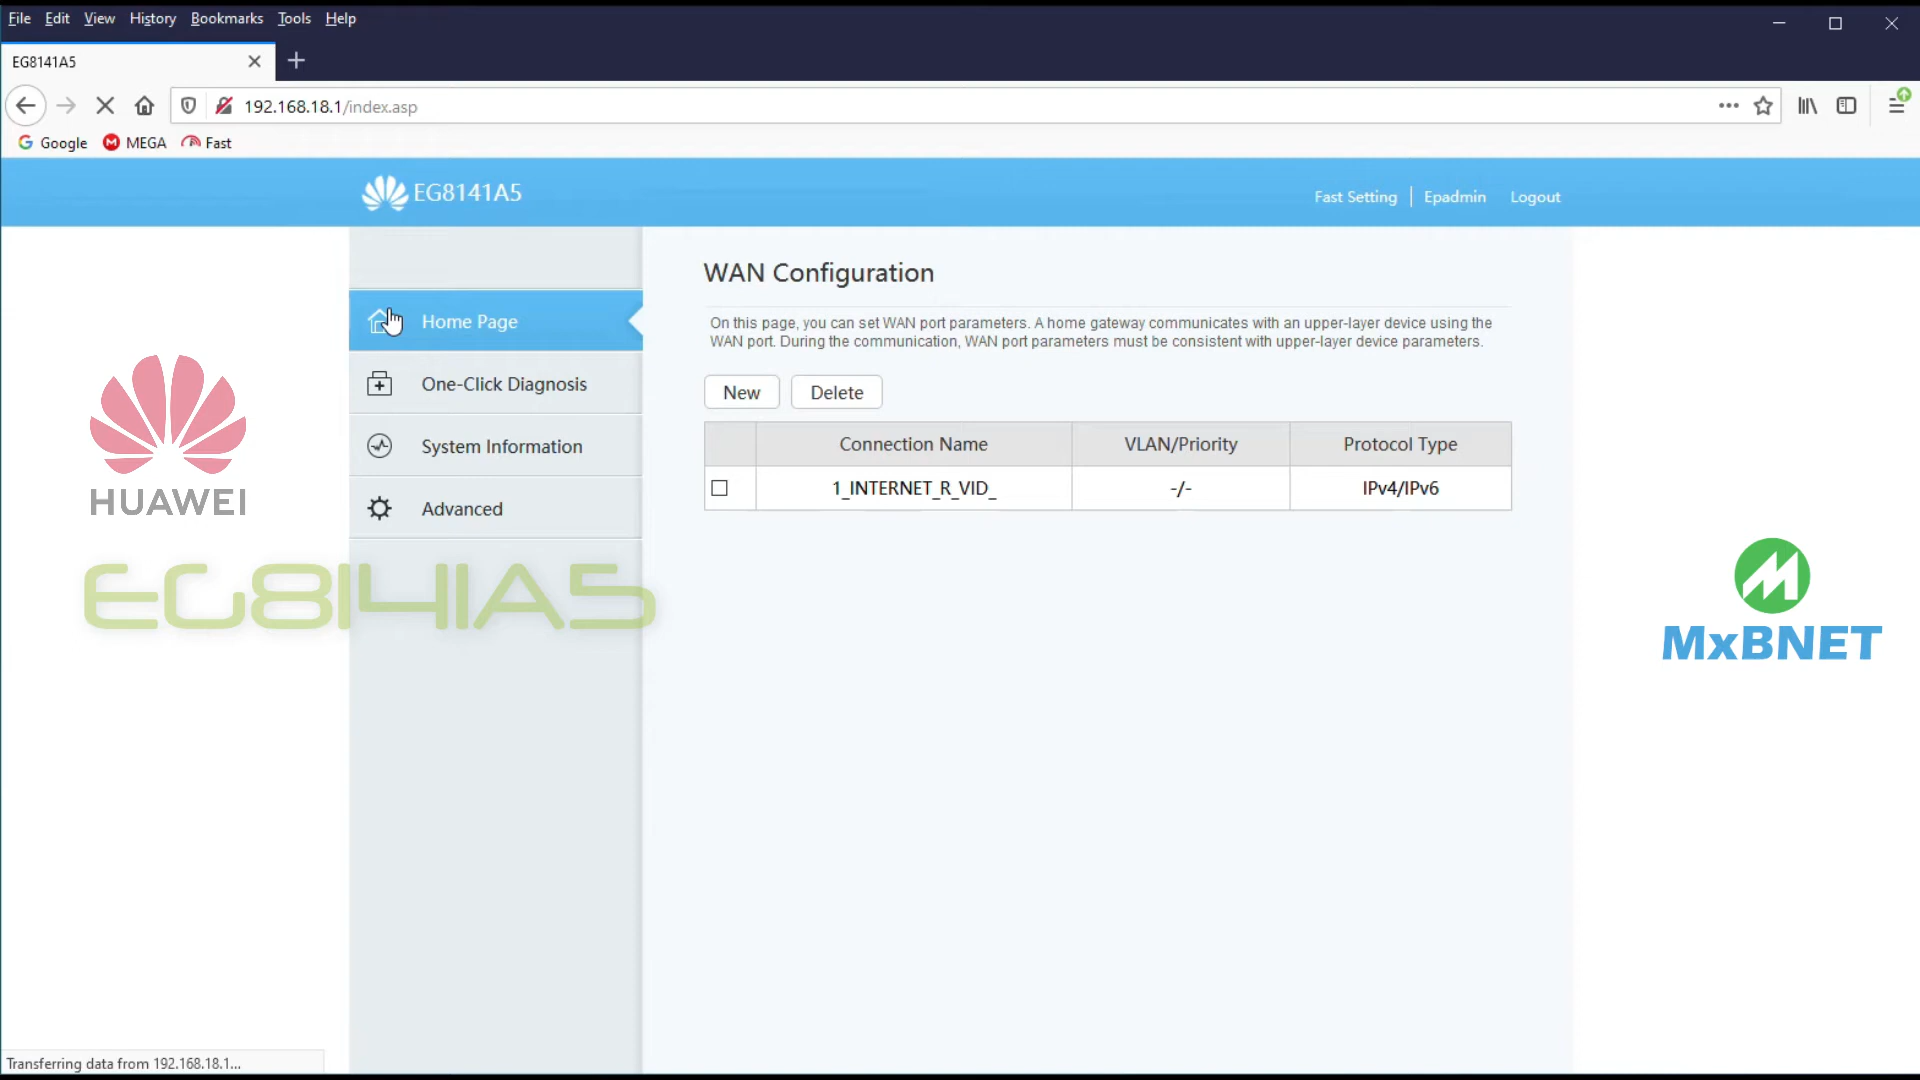 File Edit View History Bookmarks Tools Help
EG8141A5
192.168.18.1/index.asp
Google MEGA Fast
EG8141A5
Fast Setting Epadmin Logout
Home Page
One-Click Diagnosis
System Information
Advanced
WAN Configuration
On this page, you can set WAN port parameters. A home gateway communicates with an upper-layer device using the
WAN port. During the communication, WAN port parameters must be consistent with upper-layer device parameters.
New Delete
Connection Name VLAN/Priority Protocol Type
1_INTERNET_R_VID_ -/- IPv4/IPv6
HUAWEI
EG8141A5
MxBNET
Transferring data from 192.168.18.1...